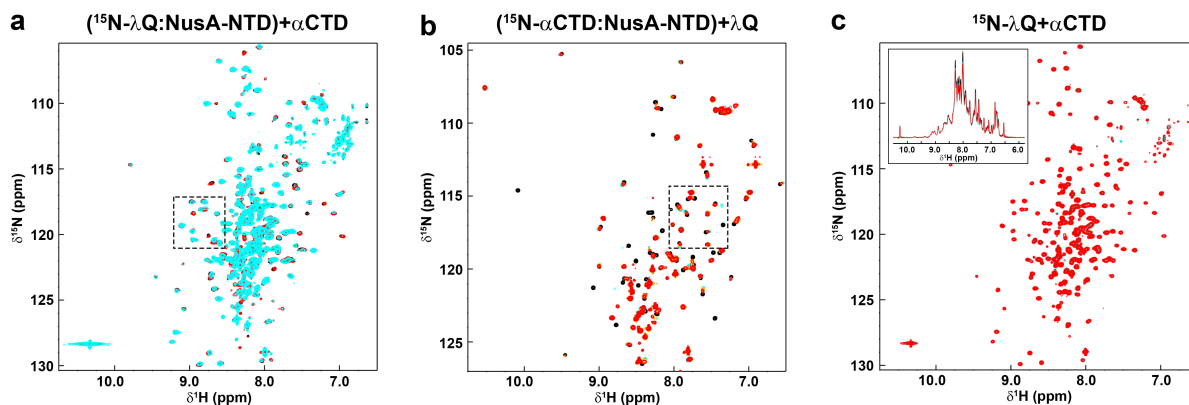 a
(¹⁵N-λQ:NusA-NTD)+αCTD
110
115
120
125
130
δ¹⁵N (ppm)
10.0 9.0 8.0 7.0
δ¹H (ppm)
b
(¹⁵N-αCTD:NusA-NTD)+λQ
105
110
115
120
125
δ¹⁵N (ppm)
10.0 9.0 8.0 7.0
δ¹H (ppm)
c
¹⁵N-λQ+αCTD
10.0 9.0 8.0 7.0 6.0
δ¹H (ppm)
110
115
120
125
130
δ¹⁵N (ppm)
10.0 9.0 8.0 7.0
δ¹H (ppm)